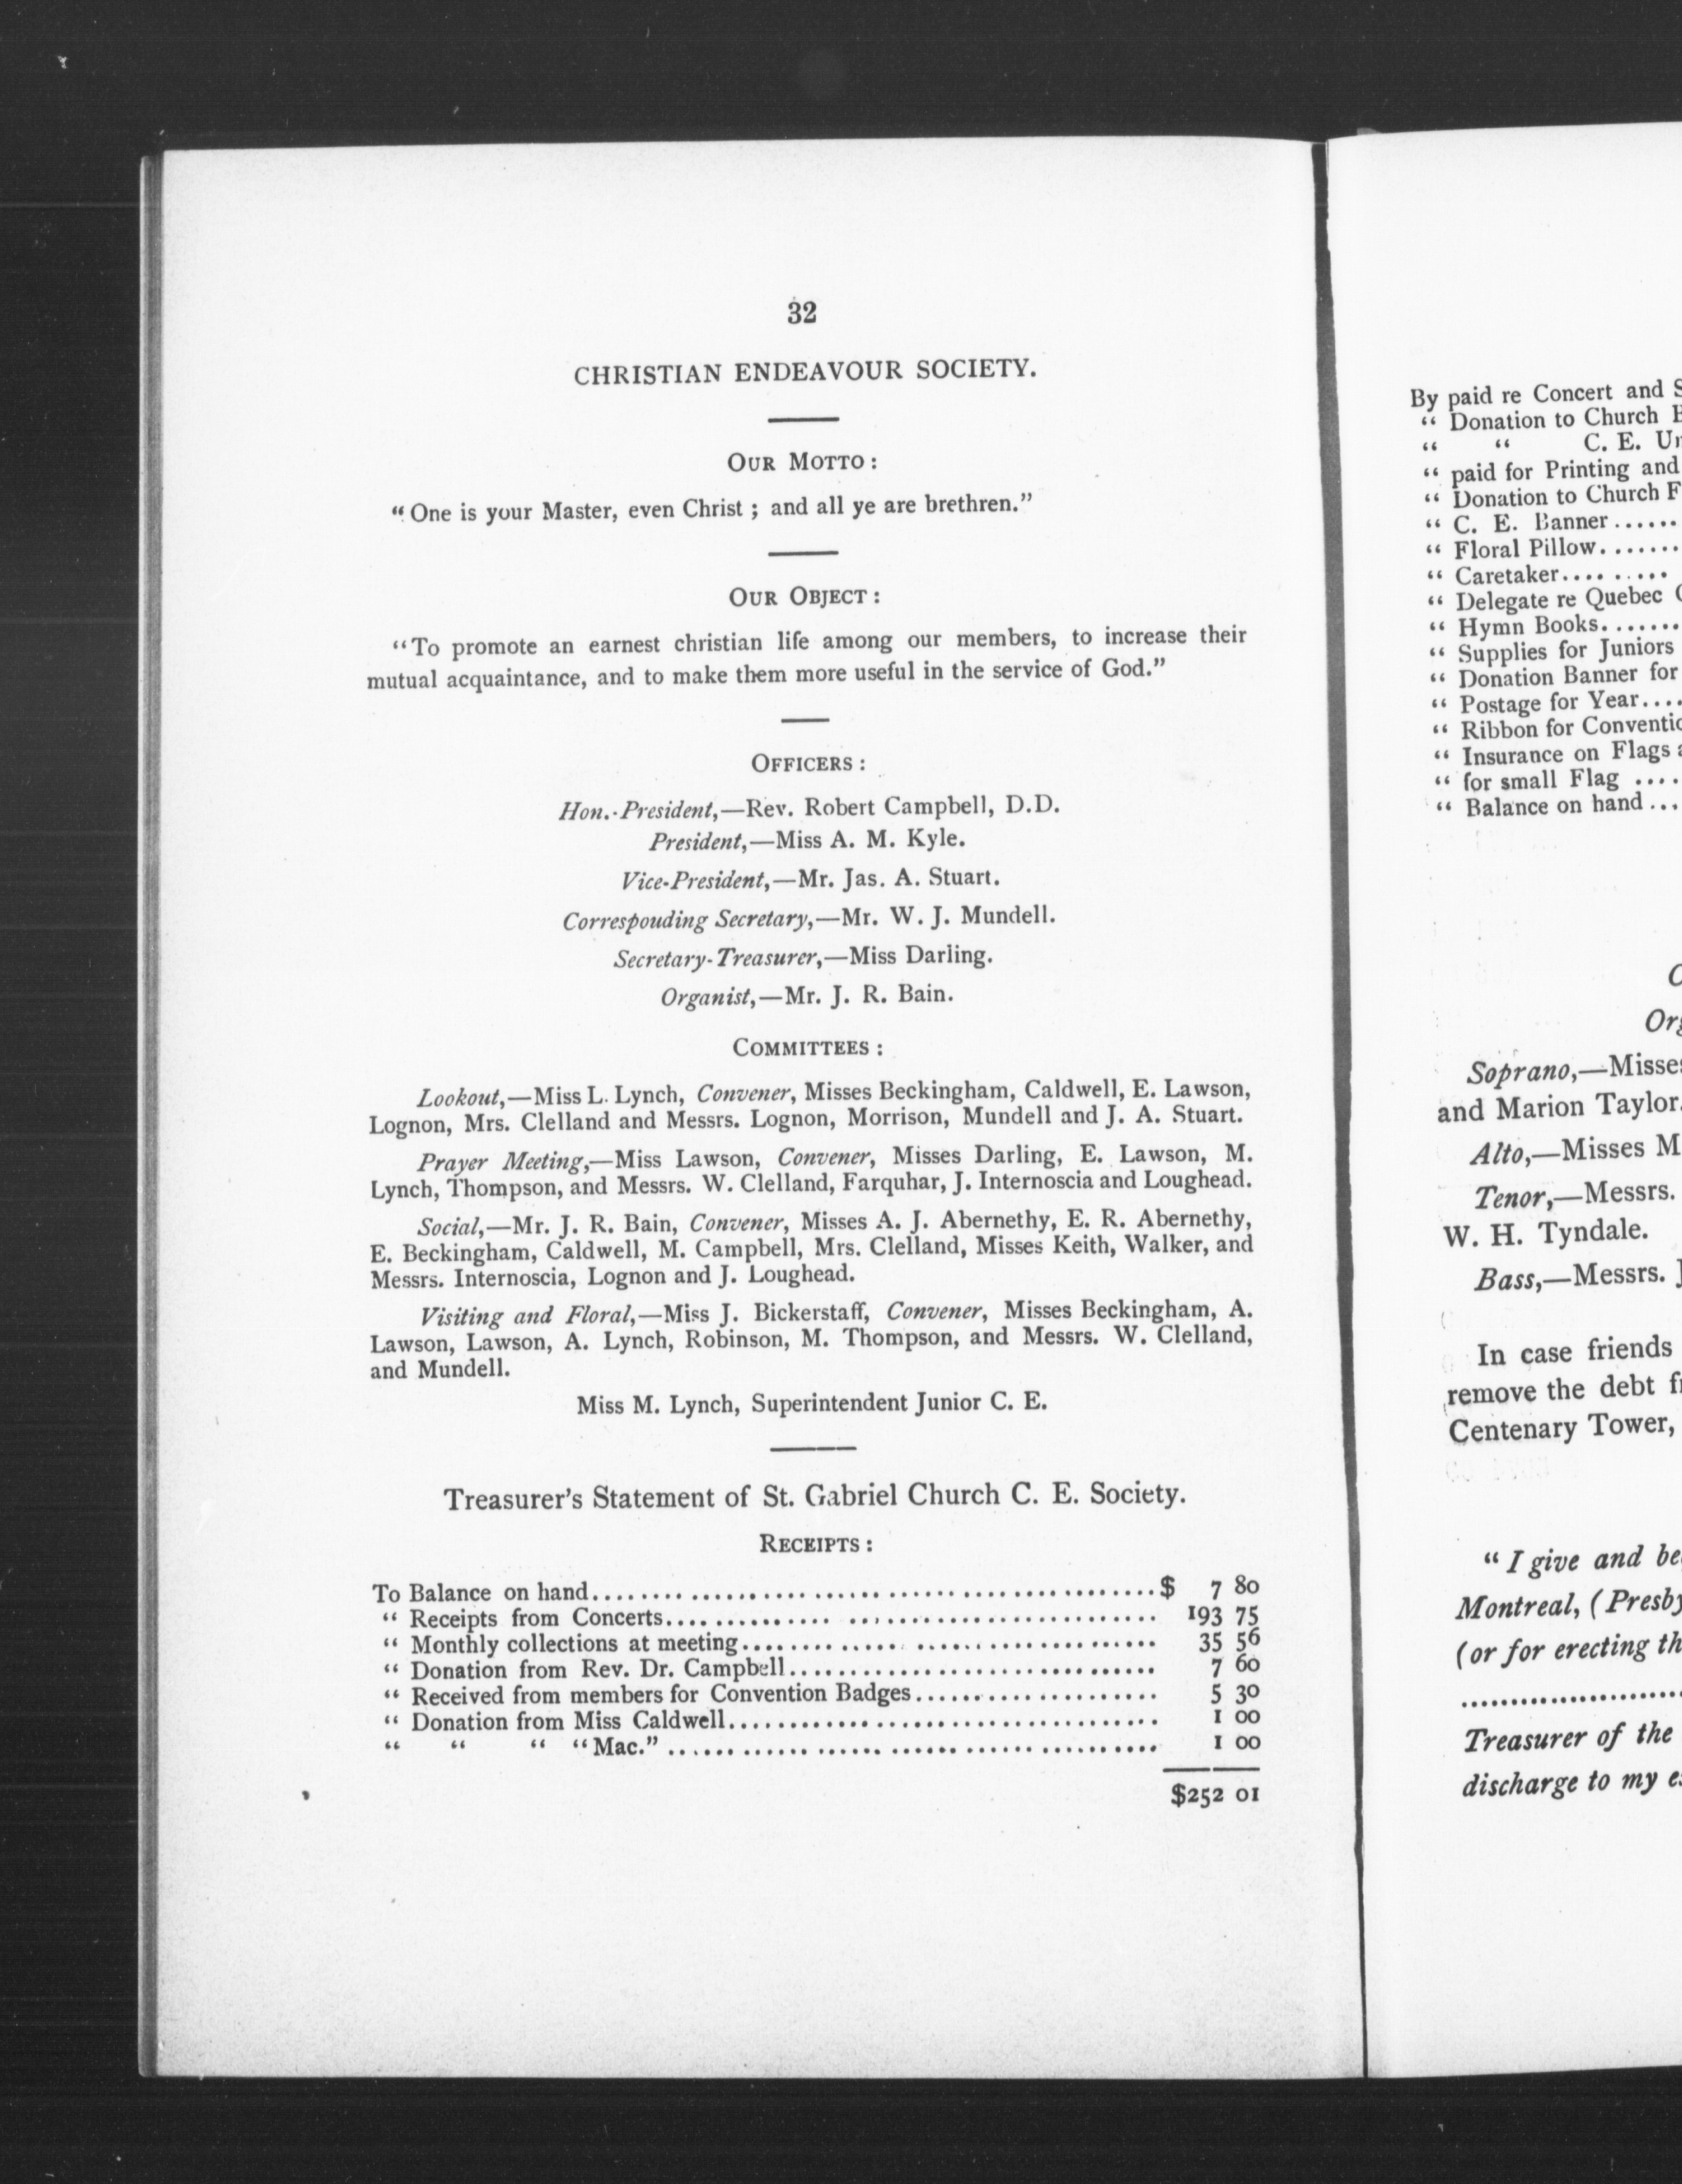 32
CHRISTIAN ENDEAVOUR SOCIETY.
OUR MOTTO :
“ One is your Master, even Christ ; and all ye are brethren.”
OUR OBJECT :
“To promote an earnest christian life among our members, to increase their
mutual acquaintance, and to make them more useful in the service of God.”
OFFICERS :
Hon.-President,—Rev. Robert Campbell, D.D.
President,—Miss A. M. Kyle.
Vice-President,—Mr. Jas. A. Stuart.
Correspouding Secretary,—Mr. W. J. Mundell.
Secretary-Treasurer,—Miss Darling.
Organist,—Mr. J. R. Bain.
COMMITTEES :
Lookout,—Miss L. Lynch, Convener, Misses Beckingham, Caldwell, E. Lawson,
Lognon, Mrs. Clelland and Messrs. Lognon, Morrison, Mundell and J. A. Stuart.
Prayer Meeting,—Miss Lawson, Convener, Misses Darling, E. Lawson, M.
Lynch, Thompson, and Messrs. W. Clelland, Farquhar, J. Internoscia and Loughead.
Social,—Mr. J. R. Bain, Convener, Misses A. J. Abernethy, E. R. Abernethy,
E. Beckingham, Caldwell, M. Campbell, Mrs. Clelland, Misses Keith, Walker, and
Messrs. Internoscia, Lognon and J. Loughead.
Visiting and Floral,—Miss J. Bickerstaff, Convener, Misses Beckingham, A.
Lawson, Lawson, A. Lynch, Robinson, M. Thompson, and Messrs. W. Clelland,
and Mundell.
Miss M. Lynch, Superintendent Junior C. E.
Treasurer's Statement of St. Gabriel Church C. E. Society.
RECEIPTS :
To Balance on hand........................................................$ 7 80
“ Receipts from Concerts.................................................. 193 75
“ Monthly collections at meeting.......................................... 35 56
“ Donation from Rev. Dr. Campbell..................................... 7 60
“ Received from members for Convention Badges........................ 5 30
“ Donation from Miss Caldwell........................................... 1 00
“ “ “ “Mac.” ................................................. 1 00
$252 01
By paid re Concert and
“ Donation to Church
“ “ C. E.
“ paid for Printing and
“ Donation to Church
“ C. E. Banner......
“ Floral Pillow.......
“ Caretaker.........
“ Delegate re Quebec
“ Hymn Books.......
“ Supplies for Juniors
“ Donation Banner for
“ Postage for Year....
“ Ribbon for
“ Insurance on Flags
“ for small Flag ....
“ Balance on hand...
Soprano,—Misses
and Marion Taylor.
Alto,—Misses M
Tenor,—Messrs.
W. H. Tyndale.
Bass,—Messrs. J
In case friends
remove the debt
Centenary Tower,
“ I give and
Montreal, (
(or for erecting
........................
Treasurer of the
discharge to my